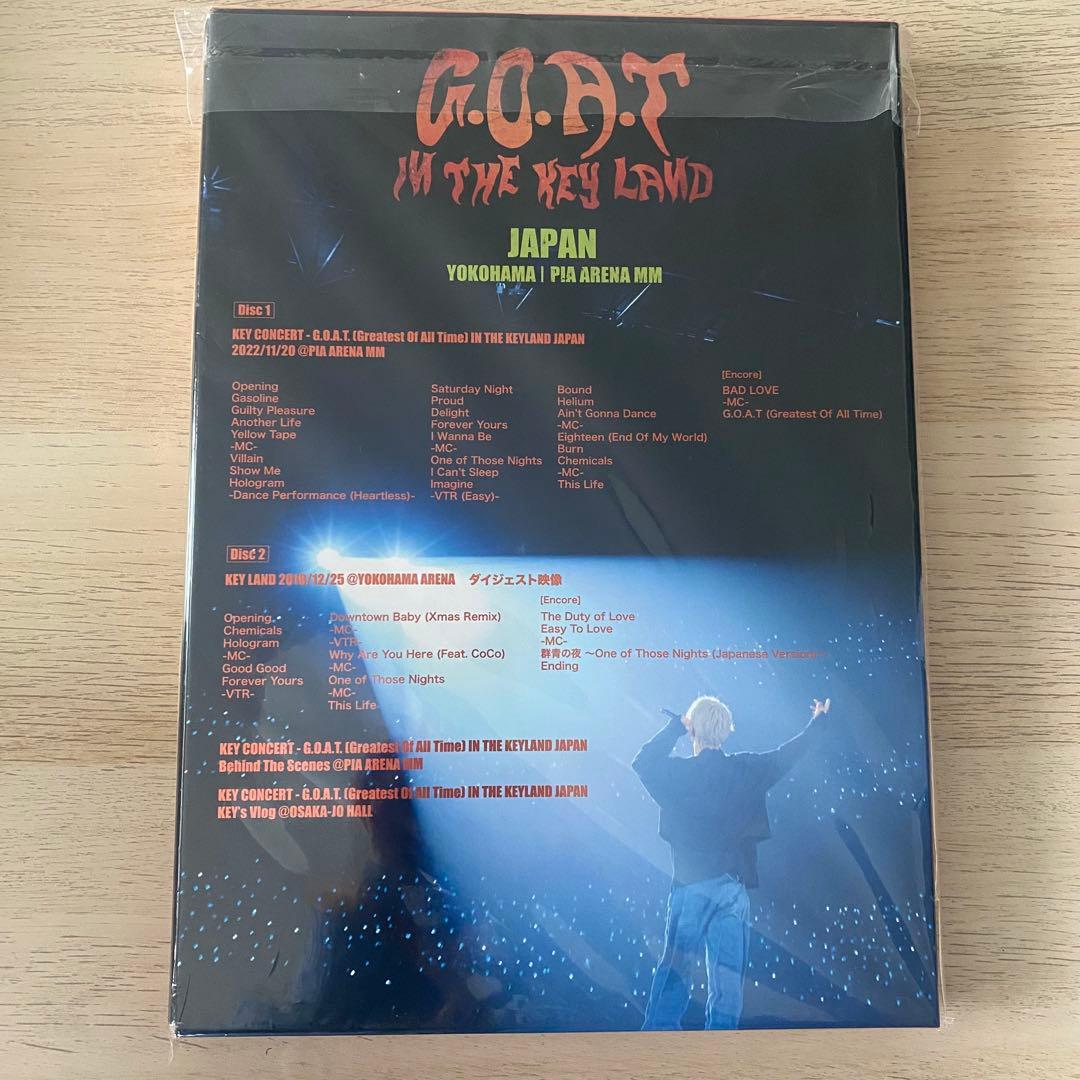 G.O.A.T
IN THE KEY LAND
JAPAN
YOKOHAMA | PIA ARENA MM
Disc 1
KEY CONCERT - G.O.A.T. (Greatest Of All Time) IN THE KEYLAND JAPAN
2022/11/20 @PIA ARENA MM
Opening
Gasoline
Guilty Pleasure
Another Life
Yellow Tape
-MC-
Villain
Show Me
Hologram
-Dance Performance (Heartless)-
Saturday Night
Proud
Delight
Forever Yours
I Wanna Be
-MC-
One of Those Nights
I Can't Sleep
Imagine
-VTR (Easy)-
Bound
Helium
Ain't Gonna Dance
-MC-
Eighteen (End Of My World)
Burn
Chemicals
-MC-
This Life
[Encore]
BAD LOVE
-MC-
G.O.A.T (Greatest Of All Time)
Disc 2
KEY LAND 2018/12/25 @YOKOHAMA ARENA ダイジェスト映像
Opening
Chemicals
Hologram
-MC-
Good Good
Forever Yours
-VTR-
Downtown Baby (Xmas Remix)
-MC-
-VTR-
Why Are You Here (Feat. CoCo)
-MC-
One of Those Nights
-MC-
This Life
[Encore]
The Duty of Love
Easy To Love
-MC-
群青の夜 〜One of Those Nights (Japanese Version)〜
Ending
KEY CONCERT - G.O.A.T. (Greatest Of All Time) IN THE KEYLAND JAPAN
Behind The Scenes @PIA ARENA MM
KEY CONCERT - G.O.A.T. (Greatest Of All Time) IN THE KEYLAND JAPAN
KEY's Vlog @OSAKA-JO HALL